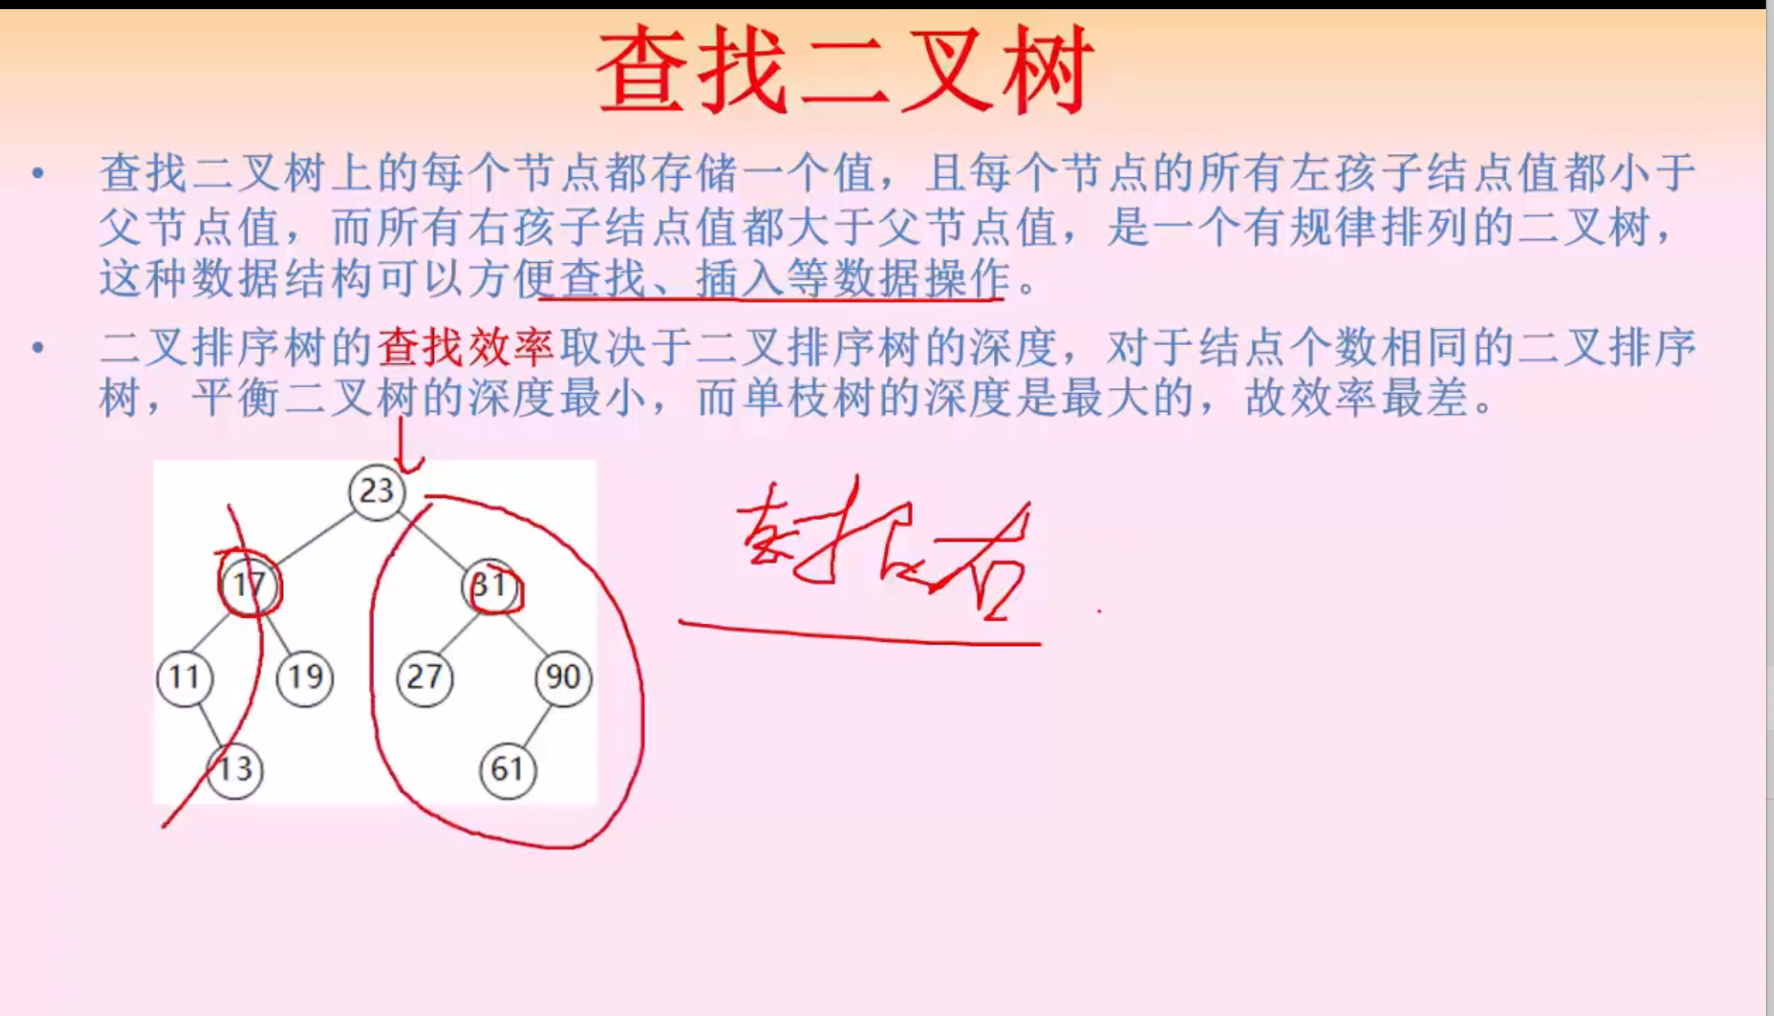 查找二叉树
• 查找二叉树上的每个节点都存储一个值，且每个节点的所有左孩子结点值都小于
父节点值，而所有右孩子结点值都大于父节点值，是一个有规律排列的二叉树，
这种数据结构可以方便查找、插入等数据操作。
• 二叉排序树的查找效率取决于二叉排序树的深度，对于结点个数相同的二叉排序
树，平衡二叉树的深度最小，而单枝树的深度是最大的，故效率最差。
23
17 31
11 19 27 90
13 61